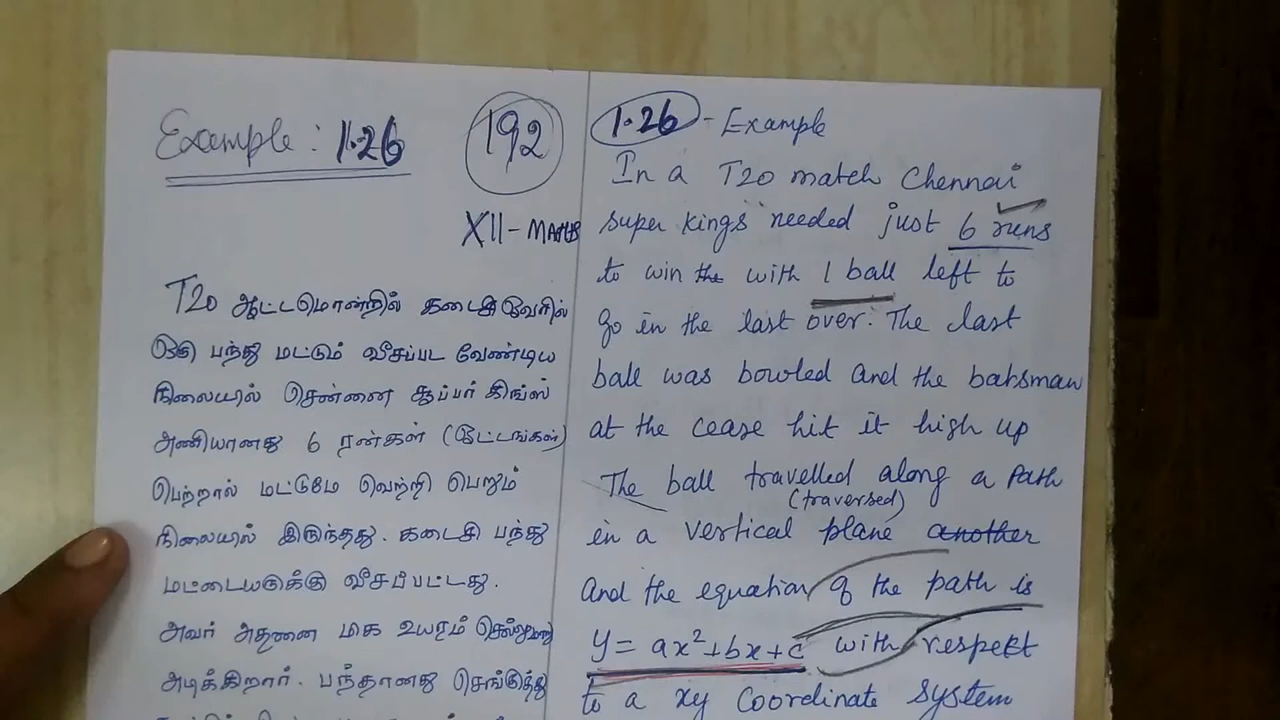 Example : 1.26
192
XII - MATHS
T20 ஆட்டமொன்றில் கடைசி ஓவரில்
ஒரு பந்து மட்டும் வீசப்பட வேண்டிய
நிலையில் சென்னை சூப்பர் கிங்ஸ்
அணியானது 6 ரன்கள் (ஓட்டங்கள்)
பெற்றால் மட்டுமே வெற்றி பெறும்
நிலையில் இருந்தது. கடைசி பந்து
மட்டையருக்கு வீசப்பட்டது.
அவர் அதனை மிக உயரம்
அடிக்கிறார். பந்தானது செங்குத்து
1.26 - Example
In a T20 match Chennai
super kings needed just 6 runs
to win the with 1 ball left to
go in the last over. The last
ball was bowled and the batsman
at the cease hit it high up
The ball travelled along a path
(traversed)
in a vertical plane another
and the equation of the path is
y = ax²+bx+c with respect
to a xy coordinate system